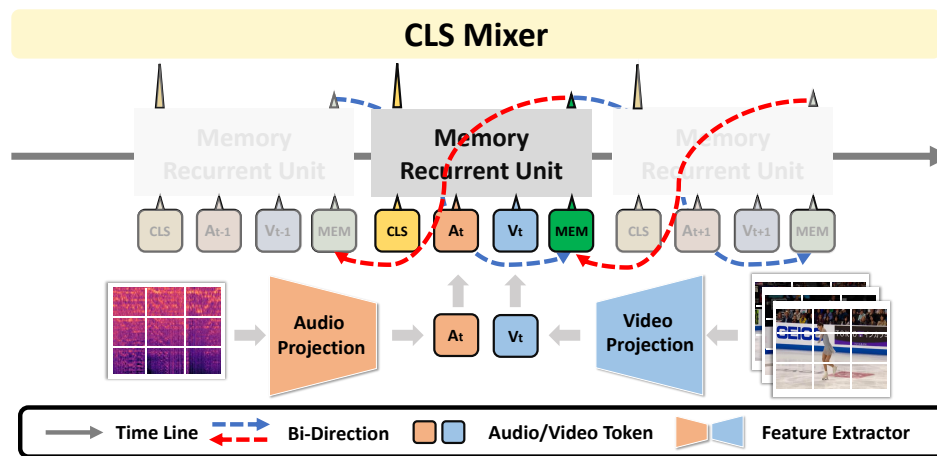 CLS Mixer
Memory
Recurrent Unit
Memory
Recurrent Unit
Memory
Recurrent Unit
CLS At-1 Vt-1 MEM CLS At Vt MEM CLS At+1 Vt+1 MEM
Audio
Projection
At Vt
Video
Projection
GEICO
Time Line Bi-Direction Audio/Video Token Feature Extractor